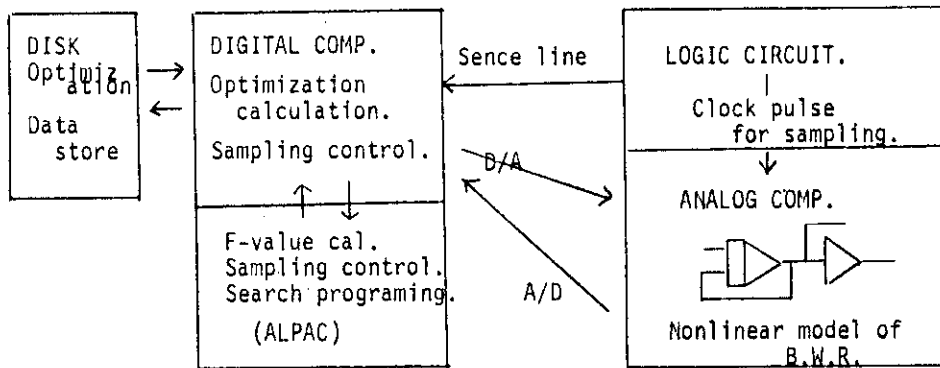 DISK
Optimiz
ation
Data
store
DIGITAL COMP.
Optimization
calculation.
Sampling control.
F-value cal.
Sampling control.
Search programing.
(ALPAC)
Sence line
D/A
A/D
LOGIC CIRCUIT.
Clock pulse
for sampling.
ANALOG COMP.
Nonlinear model of
B.W.R.